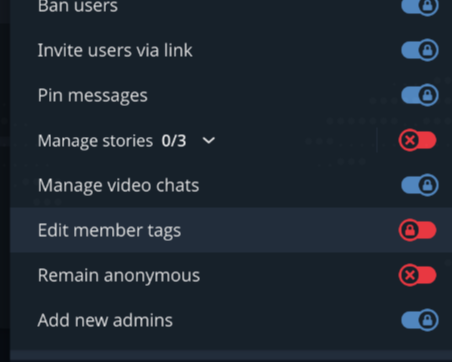 Ban users
Invite users via link
Pin messages
Manage stories 0/3
Manage video chats
Edit member tags
Remain anonymous
Add new admins